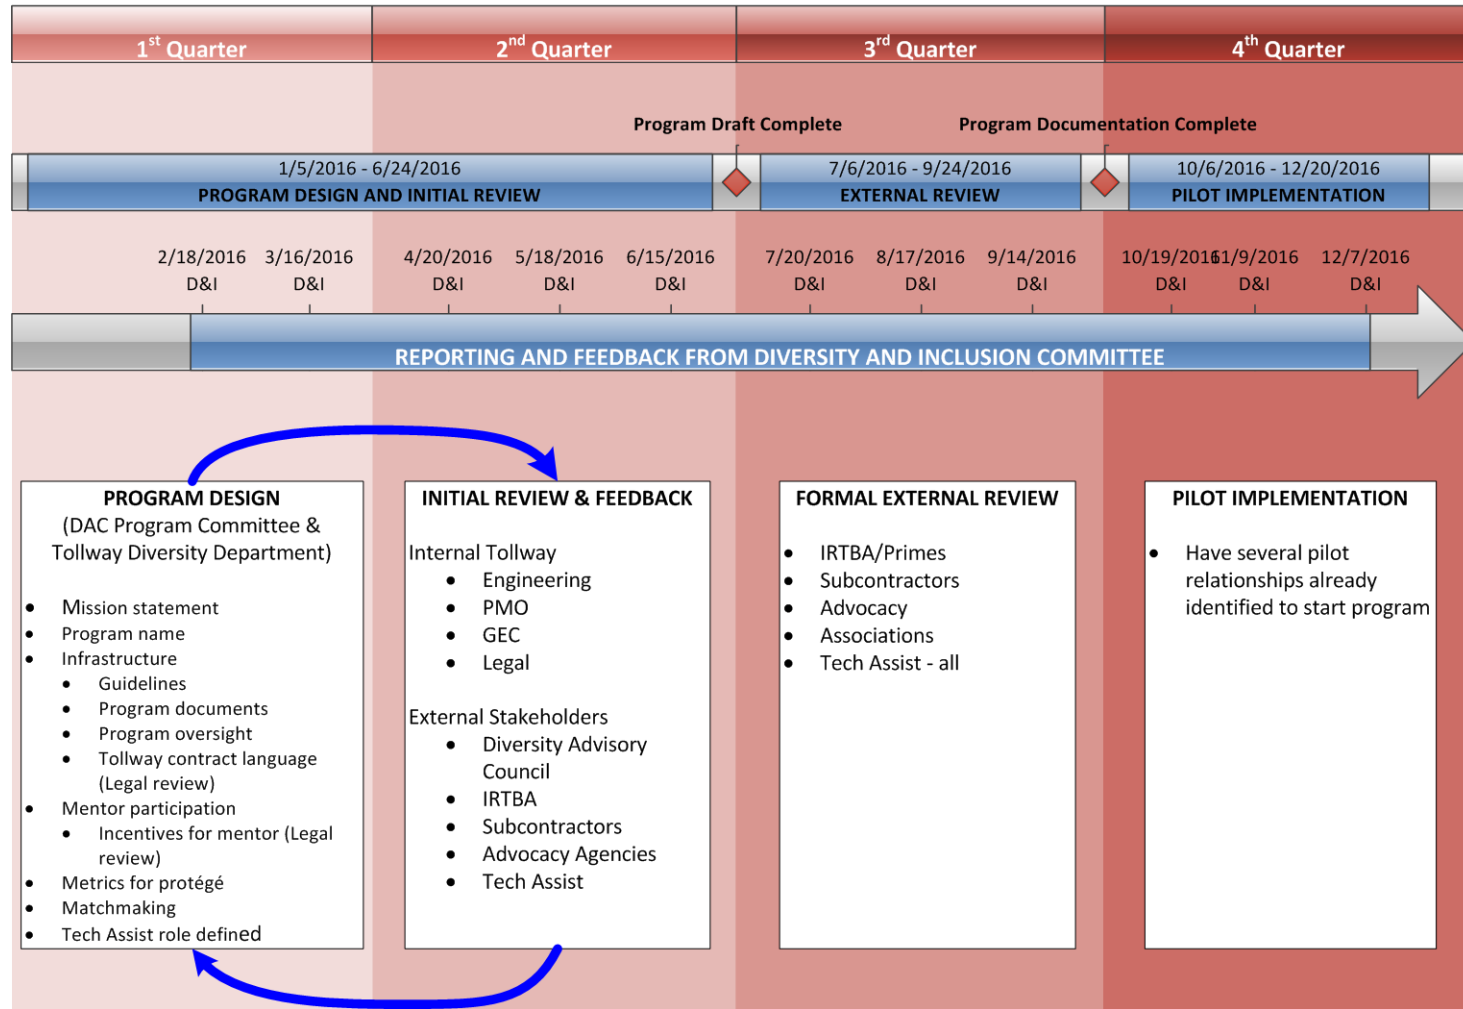 1st Quarter
2nd Quarter
3rd Quarter
4th Quarter
Program Draft Complete
Program Documentation Complete
1/5/2016 - 6/24/2016
PROGRAM DESIGN AND INITIAL REVIEW
7/6/2016 - 9/24/2016
EXTERNAL REVIEW
10/6/2016 - 12/20/2016
PILOT IMPLEMENTATION
2/18/2016
D&I
3/16/2016
D&I
4/20/2016
D&I
5/18/2016
D&I
6/15/2016
D&I
7/20/2016
D&I
8/17/2016
D&I
9/14/2016
D&I
10/19/2016
D&I
11/9/2016
D&I
12/7/2016
D&I
REPORTING AND FEEDBACK FROM DIVERSITY AND INCLUSION COMMITTEE
PROGRAM DESIGN
(DAC Program Committee &
Tollway Diversity Department)
• Mission statement
• Program name
• Infrastructure
• Guidelines
• Program documents
• Program oversight
• Tollway contract language
(Legal review)
• Mentor participation
• Incentives for mentor (Legal
review)
• Metrics for protégé
• Matchmaking
• Tech Assist role defined
INITIAL REVIEW & FEEDBACK
Internal Tollway
• Engineering
• PMO
• GEC
• Legal
External Stakeholders
• Diversity Advisory
Council
• IRTBA
• Subcontractors
• Advocacy Agencies
• Tech Assist
FORMAL EXTERNAL REVIEW
• IRTBA/Primes
• Subcontractors
• Advocacy
• Associations
• Tech Assist - all
PILOT IMPLEMENTATION
• Have several pilot
relationships already
identified to start program